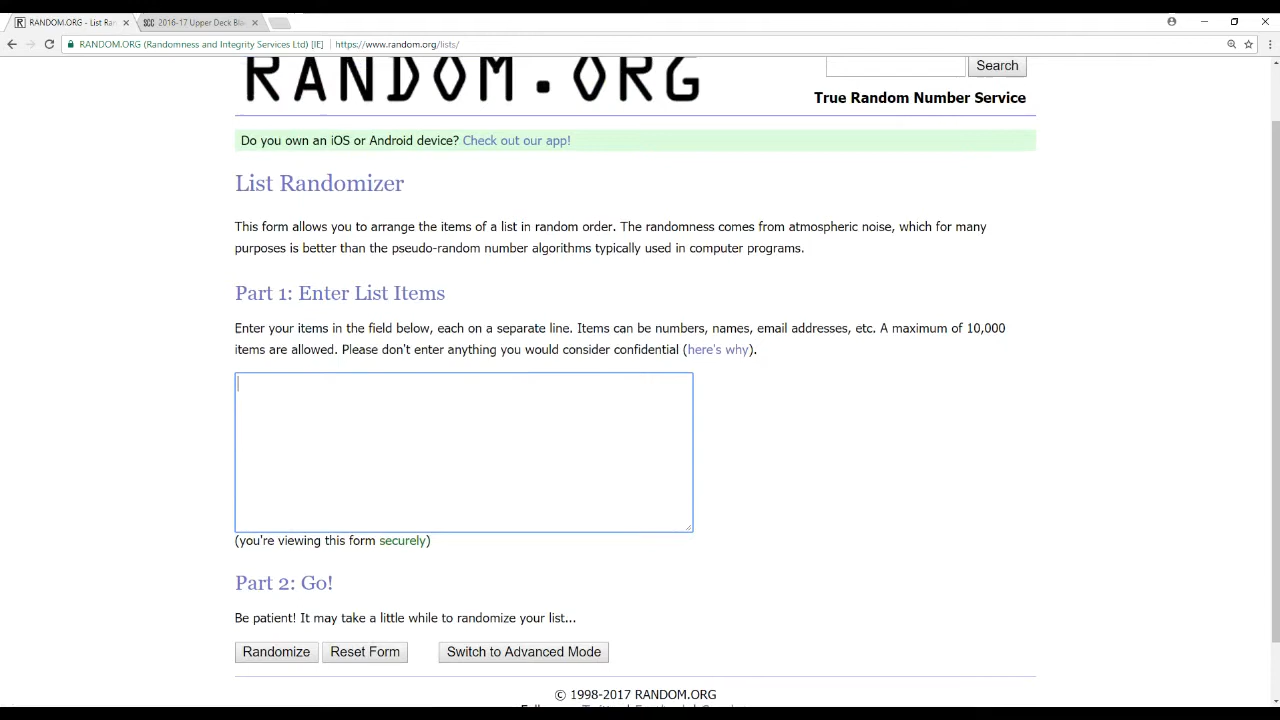 RANDOM.ORG - List Ra
2016-17 Upper Deck Bla
RANDOM.ORG (Randomness and Integrity Services Ltd) [IE] https://www.random.org/lists/
RANDOM.ORG
Search
True Random Number Service
Do you own an iOS or Android device? Check out our app!
List Randomizer
This form allows you to arrange the items of a list in random order. The randomness comes from atmospheric noise, which for many
purposes is better than the pseudo-random number algorithms typically used in computer programs.
Part 1: Enter List Items
Enter your items in the field below, each on a separate line. Items can be numbers, names, email addresses, etc. A maximum of 10,000
items are allowed. Please don't enter anything you would consider confidential (here's why).
(you're viewing this form securely)
Part 2: Go!
Be patient! It may take a little while to randomize your list...
Randomize Reset Form Switch to Advanced Mode
© 1998-2017 RANDOM.ORG